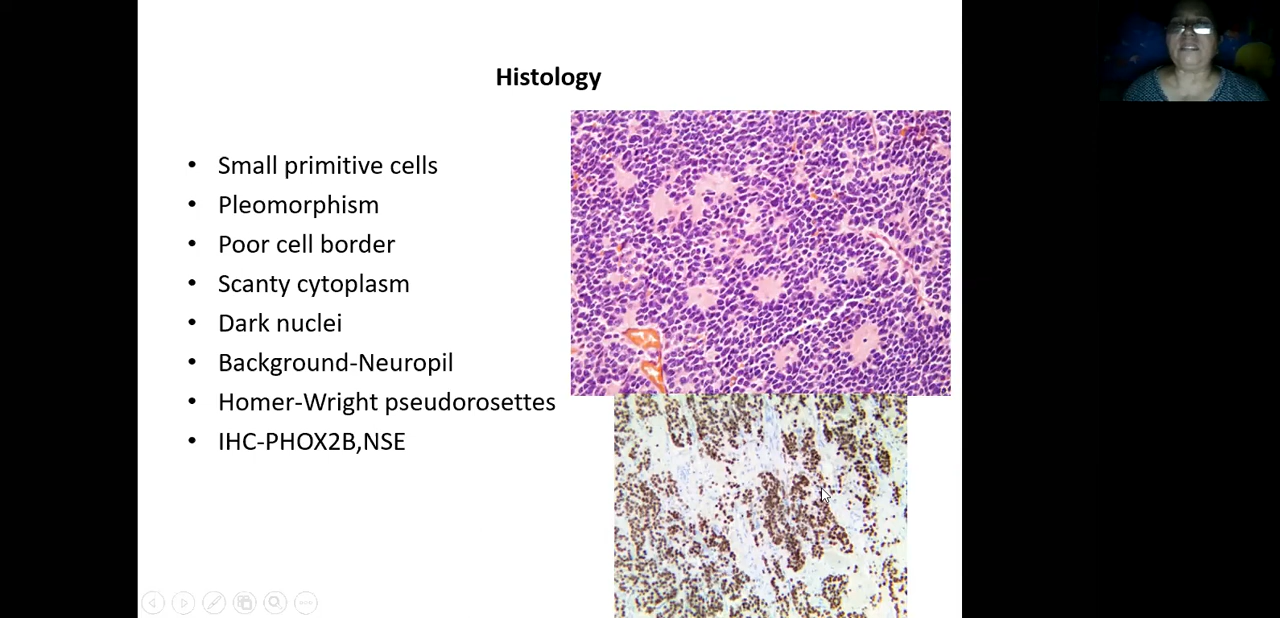 Histology
• Small primitive cells
• Pleomorphism
• Poor cell border
• Scanty cytoplasm
• Dark nuclei
• Background-Neuropil
• Homer-Wright pseudorosettes
• IHC-PHOX2B,NSE